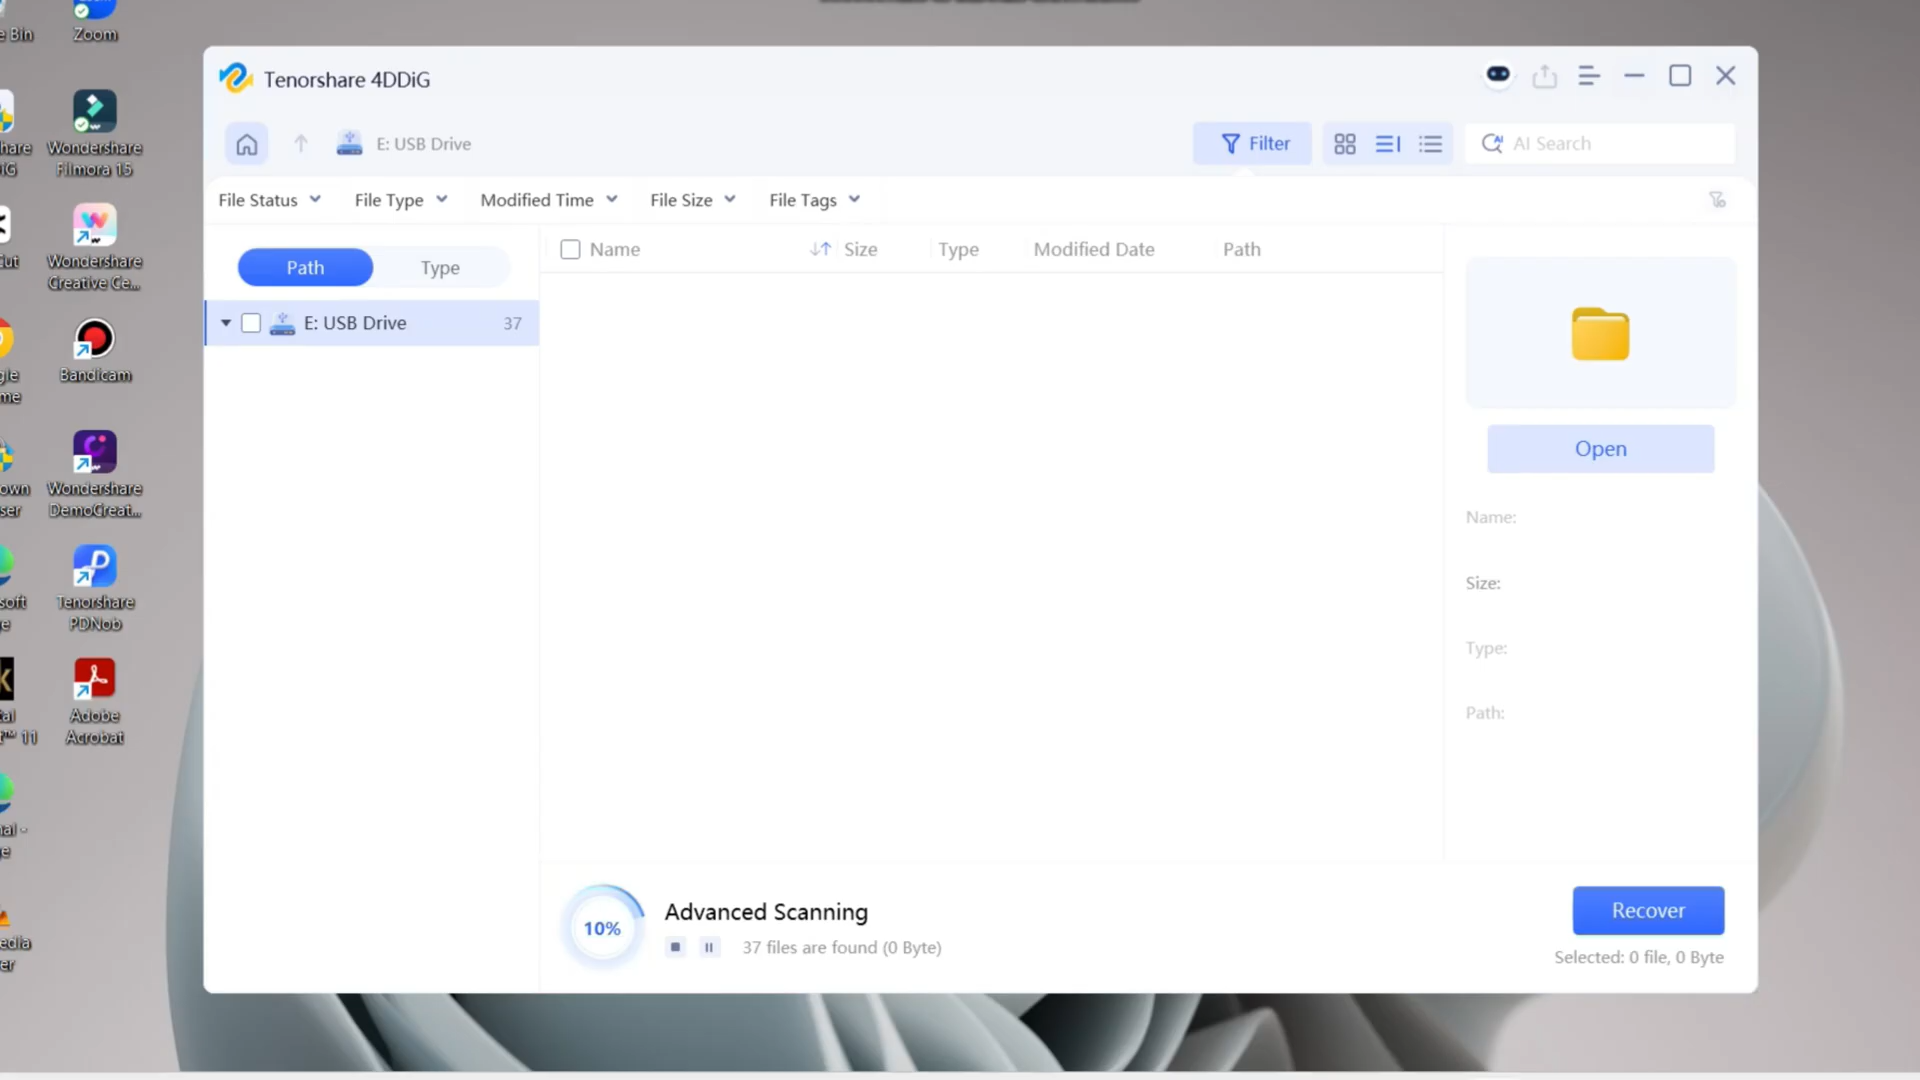 Bin
Zoom
Tenorshare 4DDiG
E: USB Drive
Filter
AI Search
File Status
File Type
Modified Time
File Size
File Tags
Path
Type
Name
Size
Type
Modified Date
Path
E: USB Drive
37
Open
Name:
Size:
Type:
Path:
10%
Advanced Scanning
37 files are found (0 Byte)
Recover
Selected: 0 file, 0 Byte
Wondershare
Filmora 15
Wondershare
Creative Ce...
Bandicam
Wondershare
DemoCreat...
Tenorshare
PDNob
Adobe
Acrobat
11